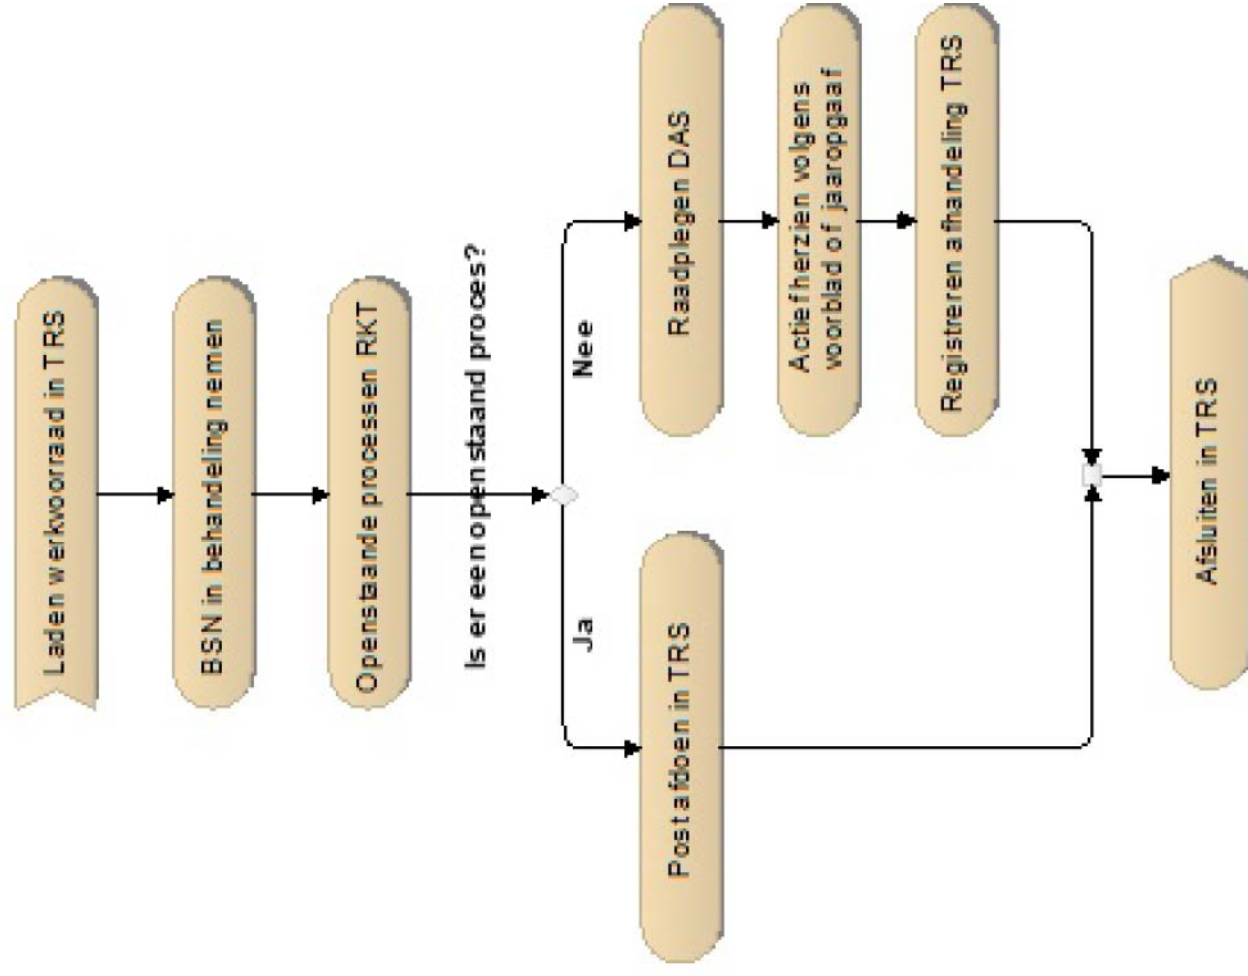 Laden werkvoorraad in TRS
BSN in behandeling nemen
Openstaande processen RKT
Is er een openstaand proces?
Ja
Nee
Post afdoen in TRS
Raadplegen DAS
Actief herzien volgens
voorblad of jaaropgaaf
Registreren afhandeling TRS
Afsluiten in TRS